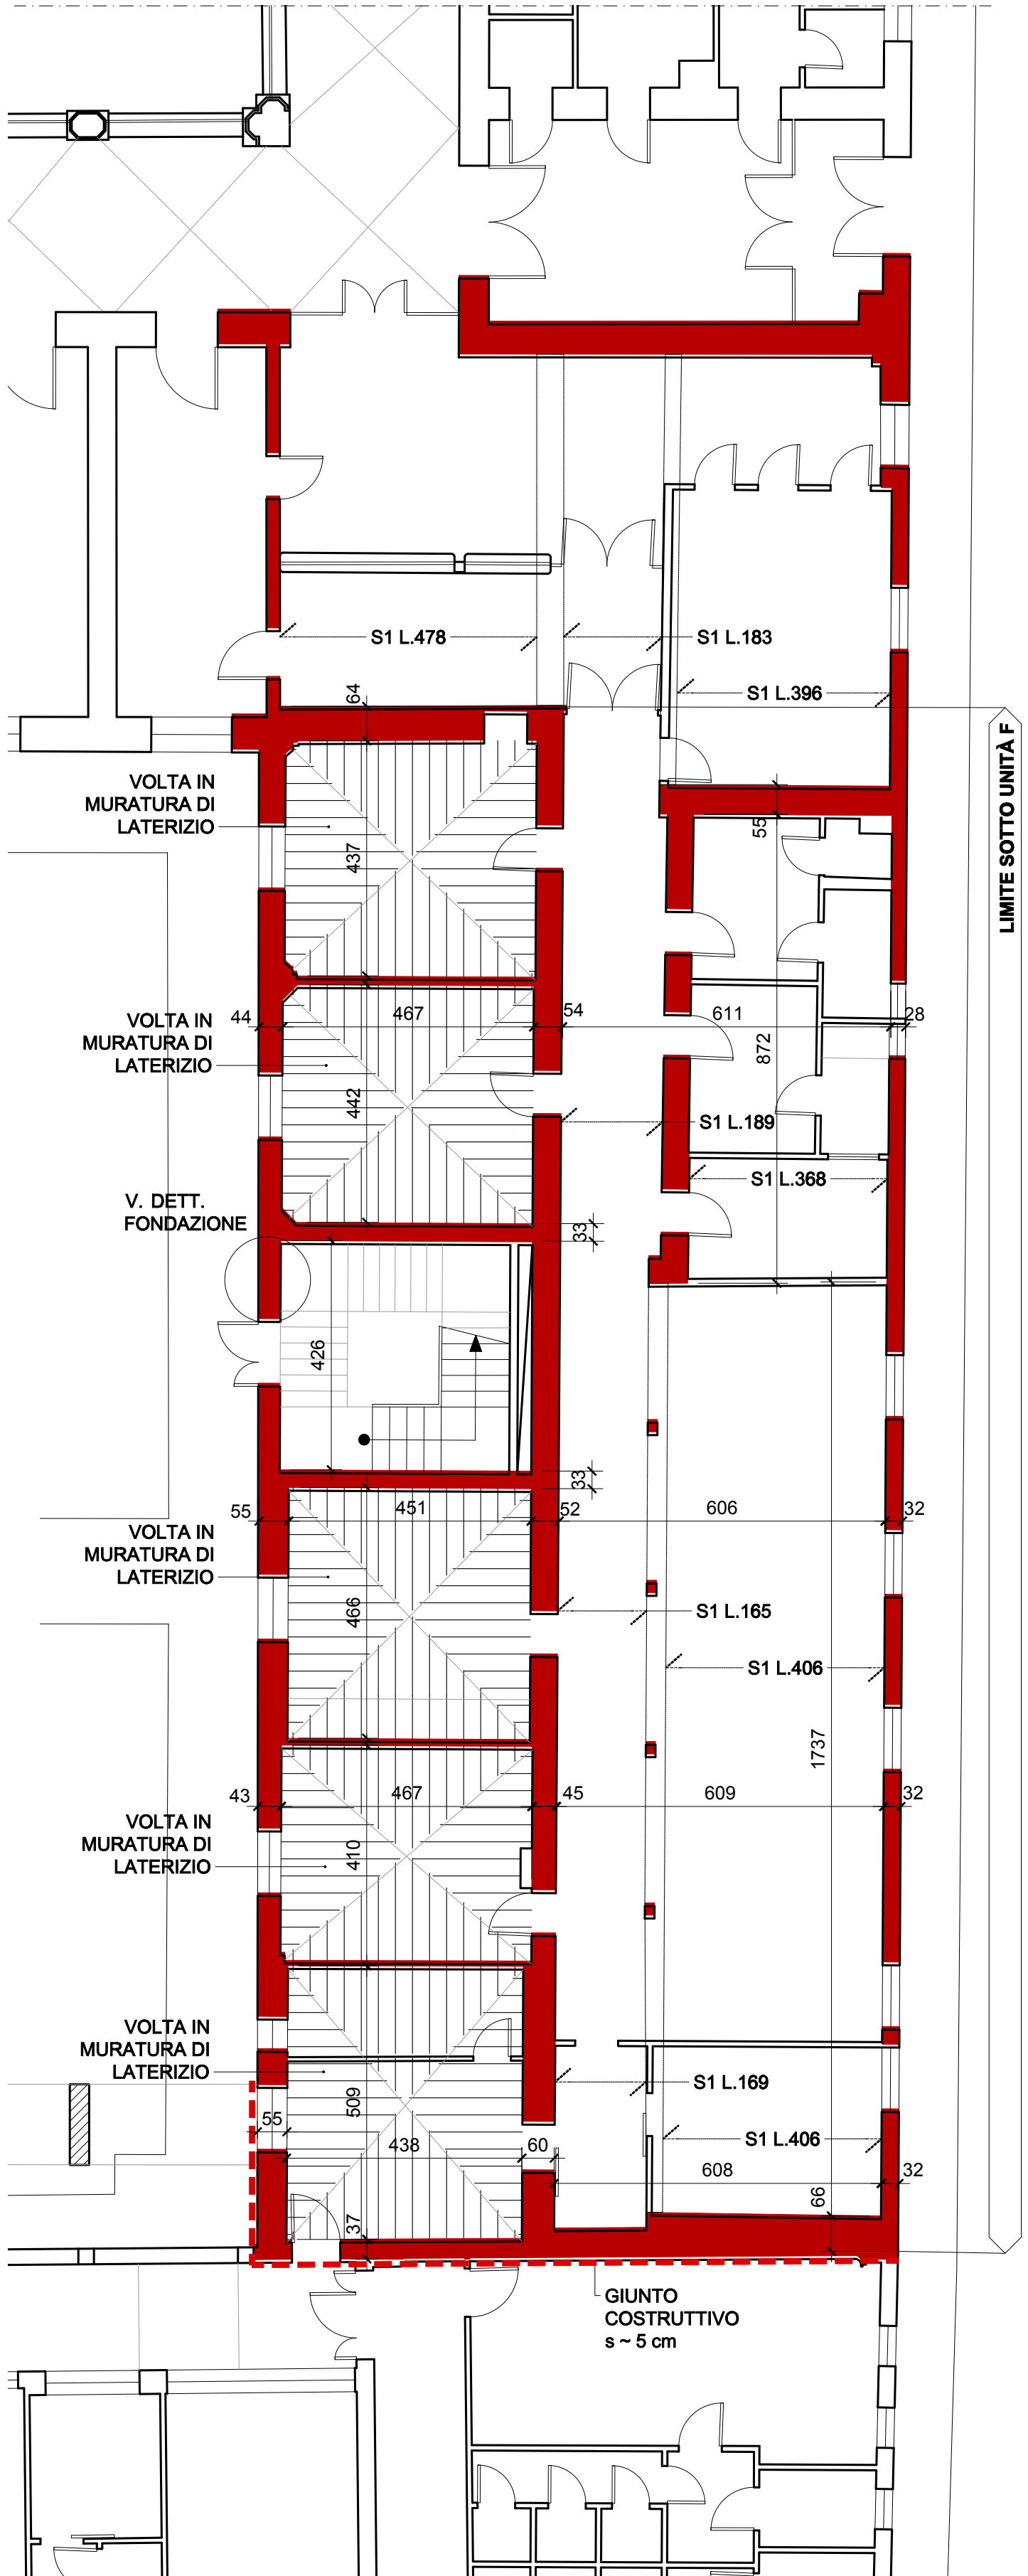 S1 L.478
S1 L.183
64
S1 L.396
LIMITE SOTTO UNITÀ F
VOLTA IN
MURATURA DI
LATERIZIO
437
55
VOLTA IN
MURATURA DI
LATERIZIO
44
467
54
611
28
872
442
S1 L.189
S1 L.368
V. DETT.
FONDAZIONE
33
426
33
55
451
52
606
32
VOLTA IN
MURATURA DI
LATERIZIO
466
S1 L.165
S1 L.406
1737
43
467
45
609
32
VOLTA IN
MURATURA DI
LATERIZIO
410
VOLTA IN
MURATURA DI
LATERIZIO
S1 L.169
509
55
438
60
S1 L.406
608
32
66
37
GIUNTO
COSTRUTTIVO
s ~ 5 cm